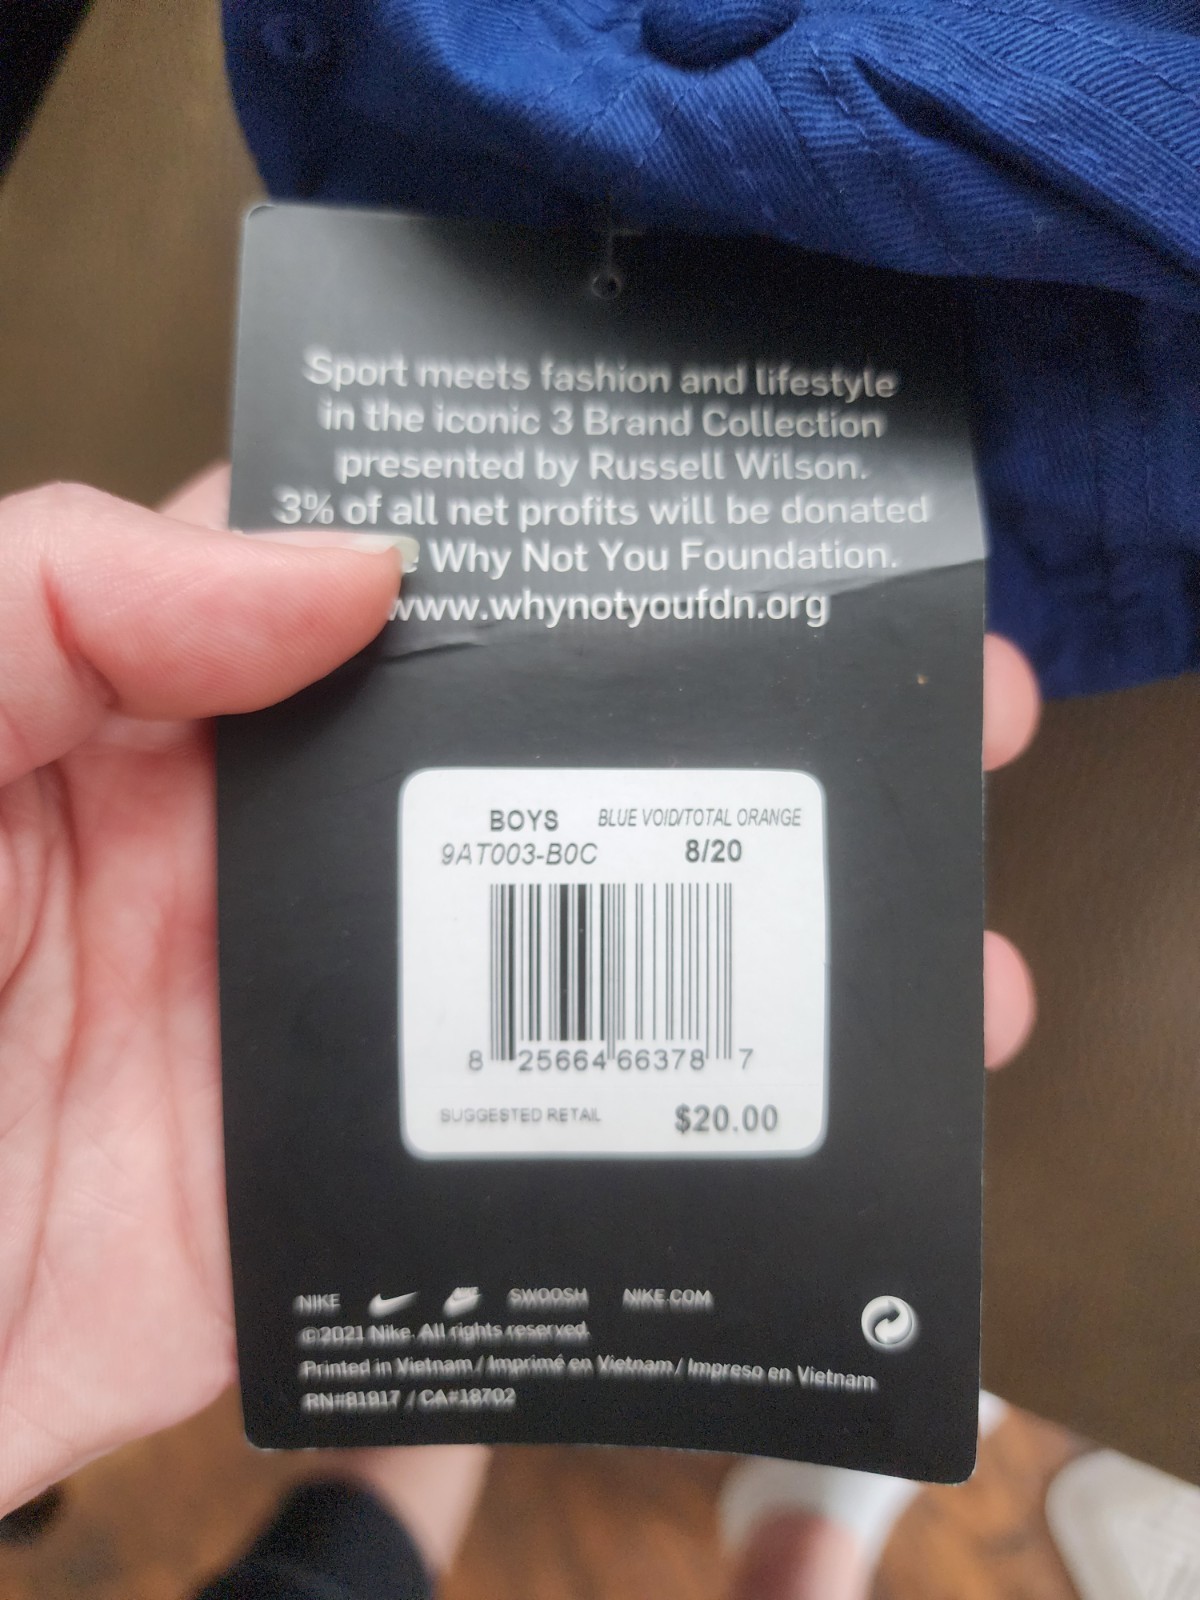 Sport meets fashion and lifestyle
in the iconic 3 Brand Collection
presented by Russell Wilson.
3% of all net profits will be donated
Why Not You Foundation.
www.whynotyoufdn.org
BOYS BLUE VOID/TOTAL ORANGE
9AT003-B0C 8/20
8 25664 66378 7
SUGGESTED RETAIL $20.00
NIKE SWOOSH NIKE.COM
©2021 Nike. All rights reserved.
Printed in Vietnam / Imprimé en Vietnam / Impreso en Vietnam
RN#81917 / CA#18702